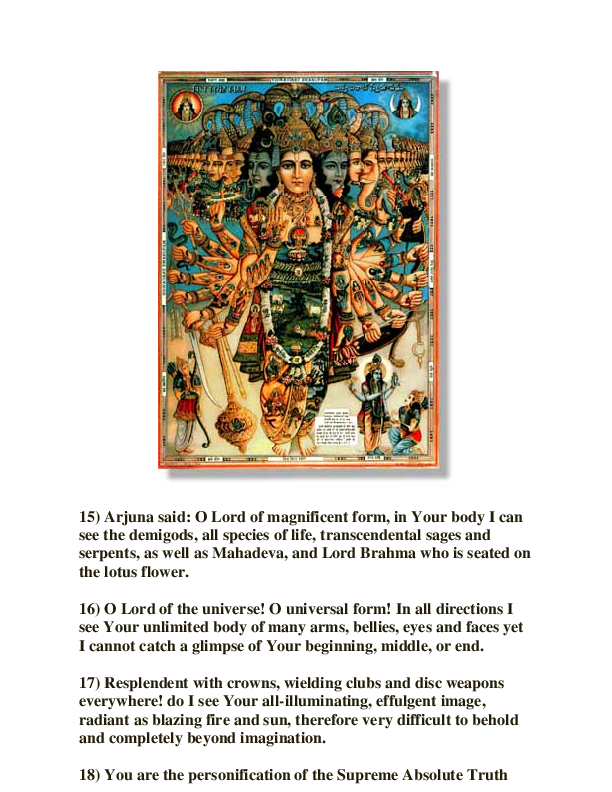 15) Arjuna said: O Lord of magnificent form, in Your body I can
see the demigods, all species of life, transcendental sages and
serpents, as well as Mahadeva, and Lord Brahma who is seated on
the lotus flower.
16) O Lord of the universe! O universal form! In all directions I
see Your unlimited body of many arms, bellies, eyes and faces yet
I cannot catch a glimpse of Your beginning, middle, or end.
17) Resplendent with crowns, wielding clubs and disc weapons
everywhere! do I see Your all-illuminating, effulgent image,
radiant as blazing fire and sun, therefore very difficult to behold
and completely beyond imagination.
18) You are the personification of the Supreme Absolute Truth